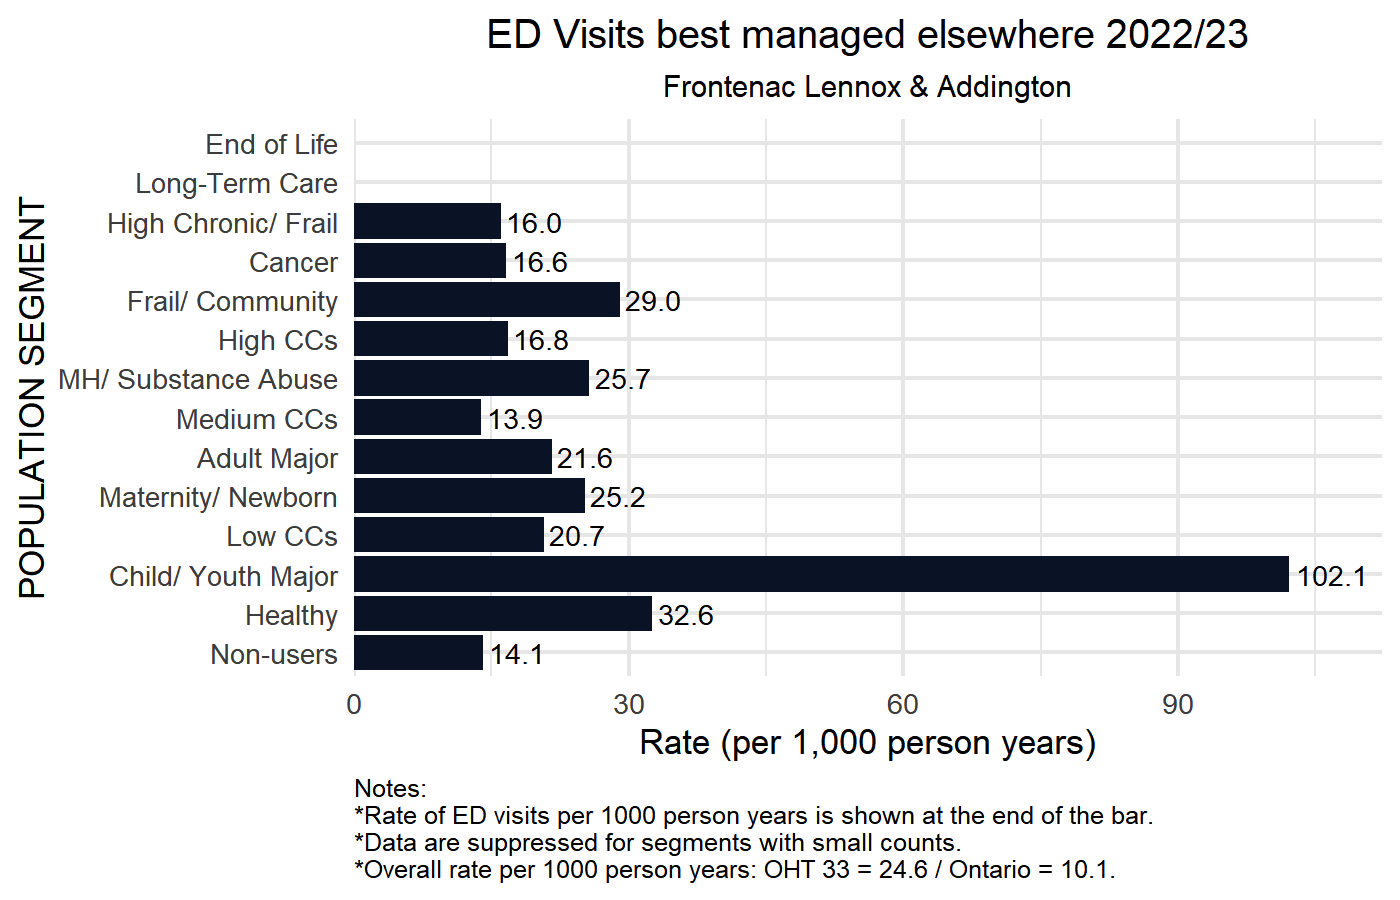 ED Visits best managed elsewhere 2022/23
Frontenac Lennox & Addington
POPULATION SEGMENT
End of Life
Long-Term Care
High Chronic/ Frail 16.0
Cancer 16.6
Frail/ Community 29.0
High CCs 16.8
MH/ Substance Abuse 25.7
Medium CCs 13.9
Adult Major 21.6
Maternity/ Newborn 25.2
Low CCs 20.7
Child/ Youth Major 102.1
Healthy 32.6
Non-users 14.1
0 30 60 90
Rate (per 1,000 person years)
Notes:
*Rate of ED visits per 1000 person years is shown at the end of the bar.
*Data are suppressed for segments with small counts.
*Overall rate per 1000 person years: OHT 33 = 24.6 / Ontario = 10.1.